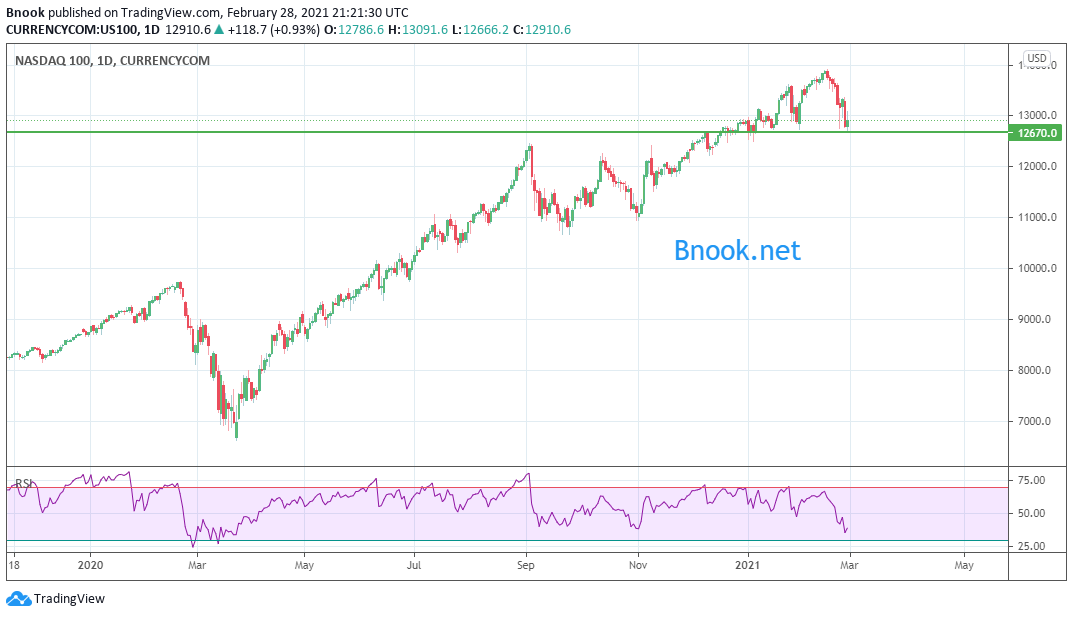 Bnook published on TradingView.com, February 28, 2021 21:21:30 UTC
CURRENCYCOM:US100, 1D 12910.6 ▲ +118.7 (+0.93%) O:12786.6 H:13091.6 L:12666.2 C:12910.6
NASDAQ 100, 1D, CURRENCYCOM
USD
13000.0
12670.0
12000.0
11000.0
Bnook.net
10000.0
9000.0
8000.0
7000.0
RSI
75.00
50.00
25.00
18 2020 Mar May Jul Sep Nov 2021 Mar May
TradingView